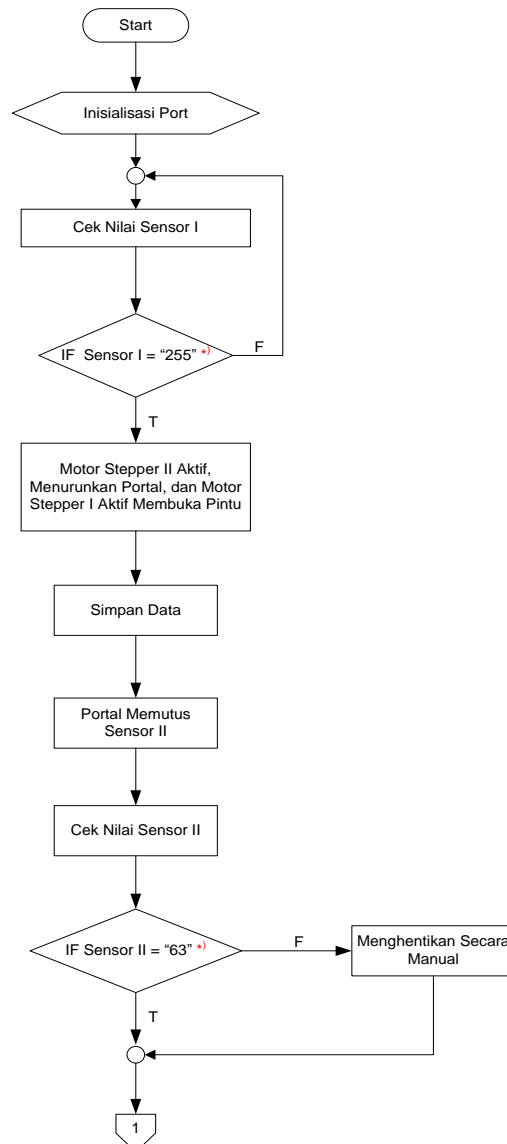 Start
Inisialisasi Port
Cek Nilai Sensor I
IF Sensor I = “255” *)
F
T
Motor Stepper II Aktif,
Menurunkan Portal, dan Motor
Stepper I Aktif Membuka Pintu
Simpan Data
Portal Memutus
Sensor II
Cek Nilai Sensor II
IF Sensor II = “63” *)
F
Menghentikan Secara
Manual
T
1